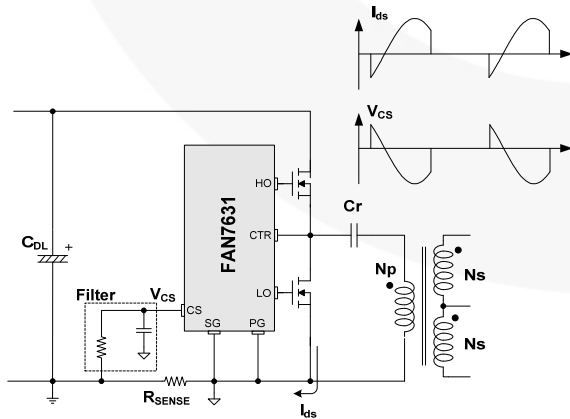 Ids
VCS
HO
Cr
CTR
FAN7631
CDL
+
Np
Ns
LO
Filter
VCS
CS
SG
PG
Ns
RSENSE
Ids